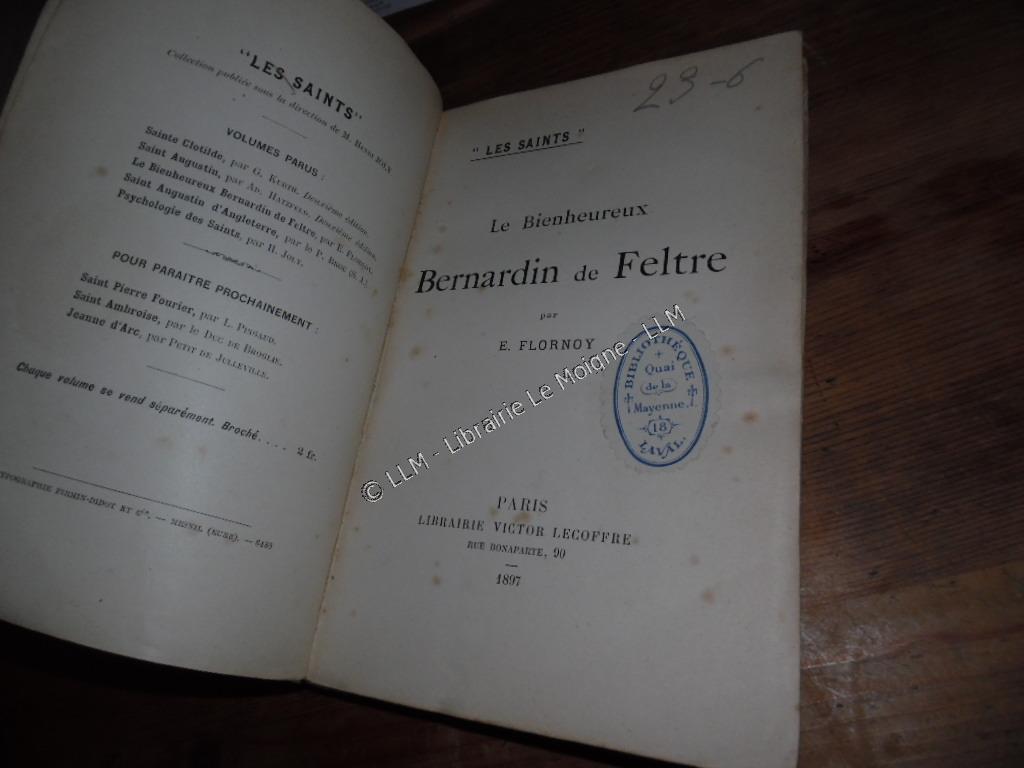 "LES SAINTS"
Collection publiée sous la direction de M. HENRI JOLY
VOLUMES PARUS :
Sainte Clotilde, par G. KURTH. Deuxième édition.
Saint Augustin, par AD. HATZFELD. Deuxième édition.
Le Bienheureux Bernardin de Feltre, par E. FLORNOY.
Saint Augustin d'Angleterre, par le P. BROU (S. J.).
Psychologie des Saints, par H. JOLY.
POUR PARAITRE PROCHAINEMENT :
Saint Pierre Fourier, par L. PINGAUD.
Saint Ambroise, par le DUC DE BROGLIE.
Jeanne d'Arc, par PETIT DE JULLEVILLE.
Chaque volume se vend séparément. Broché. . . . 2 fr.
TYPOGRAPHIE FIRMIN-DIDOT ET Cie. — MESNIL (EURE). —
23-6
" LES SAINTS "
Le Bienheureux
Bernardin de Feltre
par
E. FLORNOY
BIBLIOTHÈQUE
Quai
de la
Mayenne.
18
LAVAL.
PARIS
LIBRAIRIE VICTOR LECOFFRE
RUE BONAPARTE, 90
1897
© LLM - Librairie Le Moigne - LLM